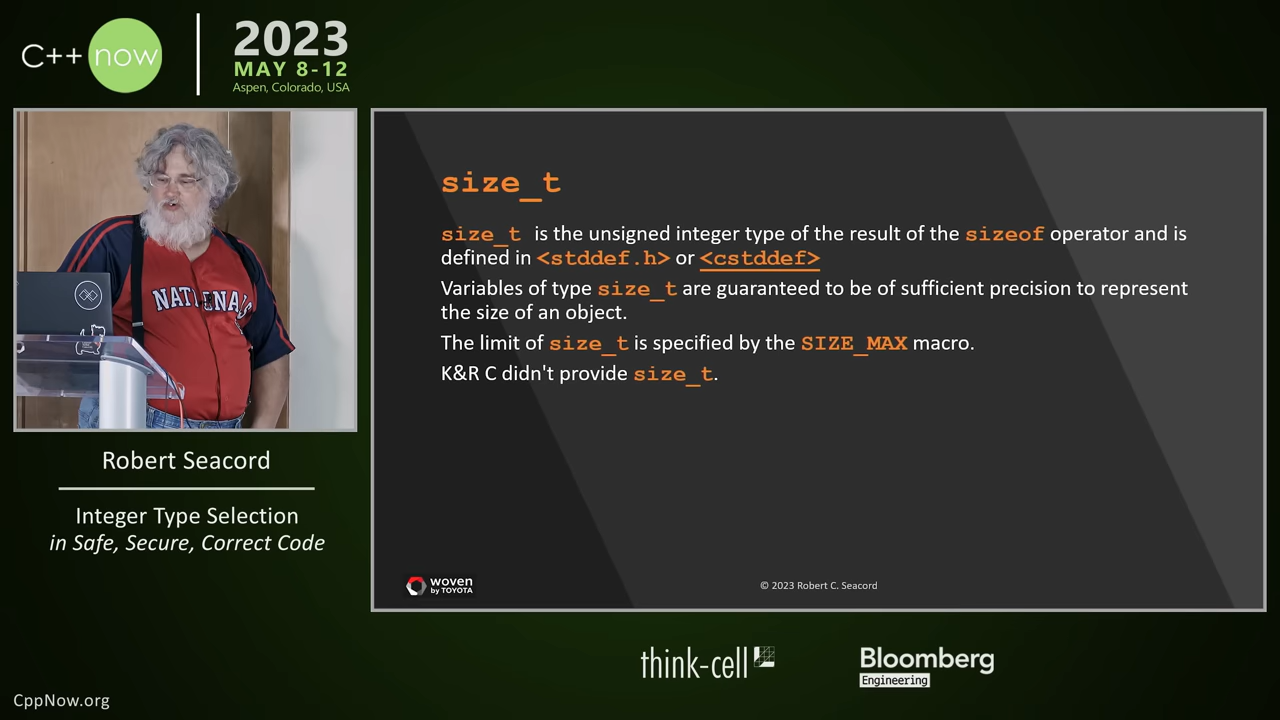 C++ now
2023
MAY 8-12
Aspen, Colorado, USA
NATIONALS
Robert Seacord
Integer Type Selection
in Safe, Secure, Correct Code
size_t
size_t is the unsigned integer type of the result of the sizeof operator and is
defined in <stddef.h> or <cstddef>
Variables of type size_t are guaranteed to be of sufficient precision to represent
the size of an object.
The limit of size_t is specified by the SIZE_MAX macro.
K&R C didn't provide size_t.
woven
by TOYOTA
© 2023 Robert C. Seacord
think-cell
Bloomberg
Engineering
CppNow.org